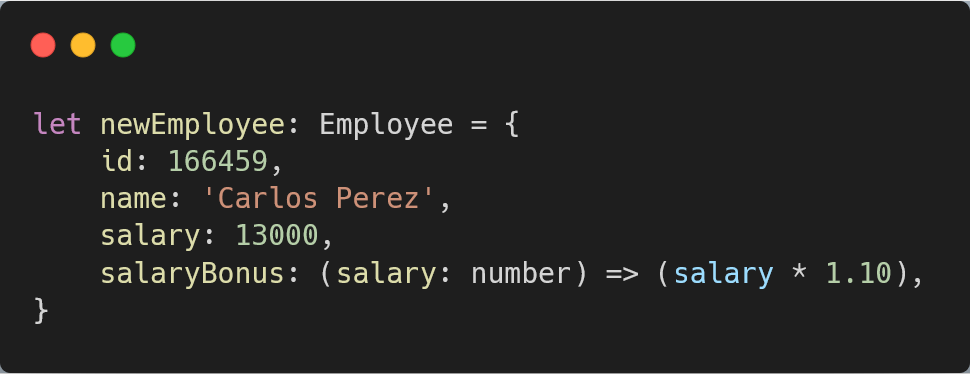 let newEmployee: Employee = {
    id: 166459,
    name: 'Carlos Perez',
    salary: 13000,
    salaryBonus: (salary: number) => (salary * 1.10),
}